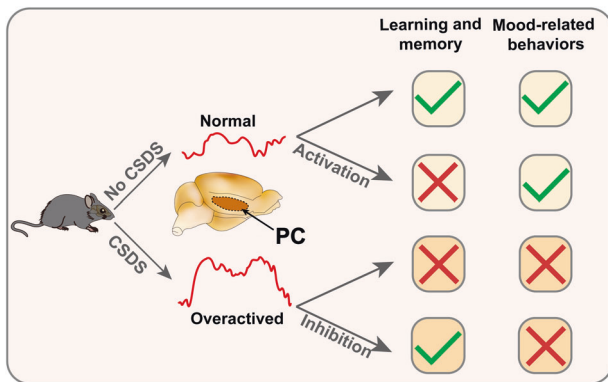 Learning and
memory
Mood-related
behaviors
Normal
No CSDS
Activation
PC
CSDS
Overactived
Inhibition